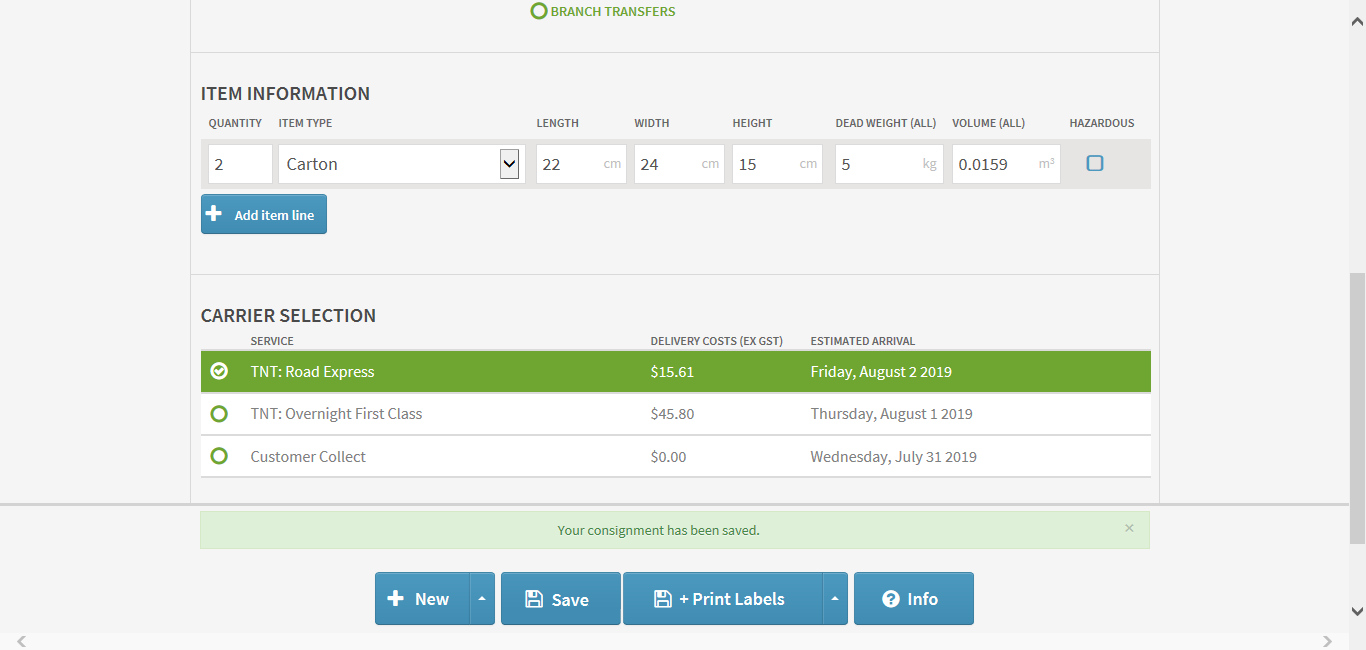 BRANCH TRANSFERS
ITEM INFORMATION
QUANTITY ITEM TYPE LENGTH WIDTH HEIGHT DEAD WEIGHT (ALL) VOLUME (ALL) HAZARDOUS
2 Carton 22 cm 24 cm 15 cm 5 kg 0.0159 m³
Add item line
CARRIER SELECTION
SERVICE DELIVERY COSTS (EX GST) ESTIMATED ARRIVAL
TNT: Road Express $15.61 Friday, August 2 2019
TNT: Overnight First Class $45.80 Thursday, August 1 2019
Customer Collect $0.00 Wednesday, July 31 2019
Your consignment has been saved. ×
New Save + Print Labels Info